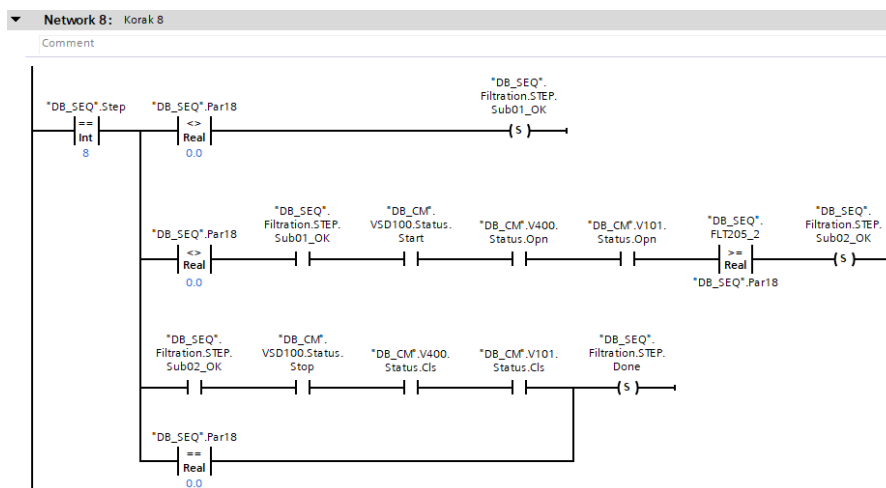 Network 8: Korak 8
Comment
"DB_SEQ".
Filtration.STEP.
Sub01_OK
"DB_SEQ".Step
"DB_SEQ".Par18
==
Int
8
<>
Real
0.0
S
"DB_SEQ".Par18
<>
Real
0.0
"DB_SEQ".
Filtration.STEP.
Sub01_OK
"DB_CM".
VSD100.Status.
Start
"DB_CM".V400.
Status.Opn
"DB_CM".V101.
Status.Opn
"DB_SEQ".
FLT205_2
>=
Real
"DB_SEQ".Par18
"DB_SEQ".
Filtration.STEP.
Sub02_OK
S
"DB_SEQ".
Filtration.STEP.
Sub02_OK
"DB_CM".
VSD100.Status.
Stop
"DB_CM".V400.
Status.Cls
"DB_CM".V101.
Status.Cls
"DB_SEQ".
Filtration.STEP.
Done
S
"DB_SEQ".Par18
==
Real
0.0